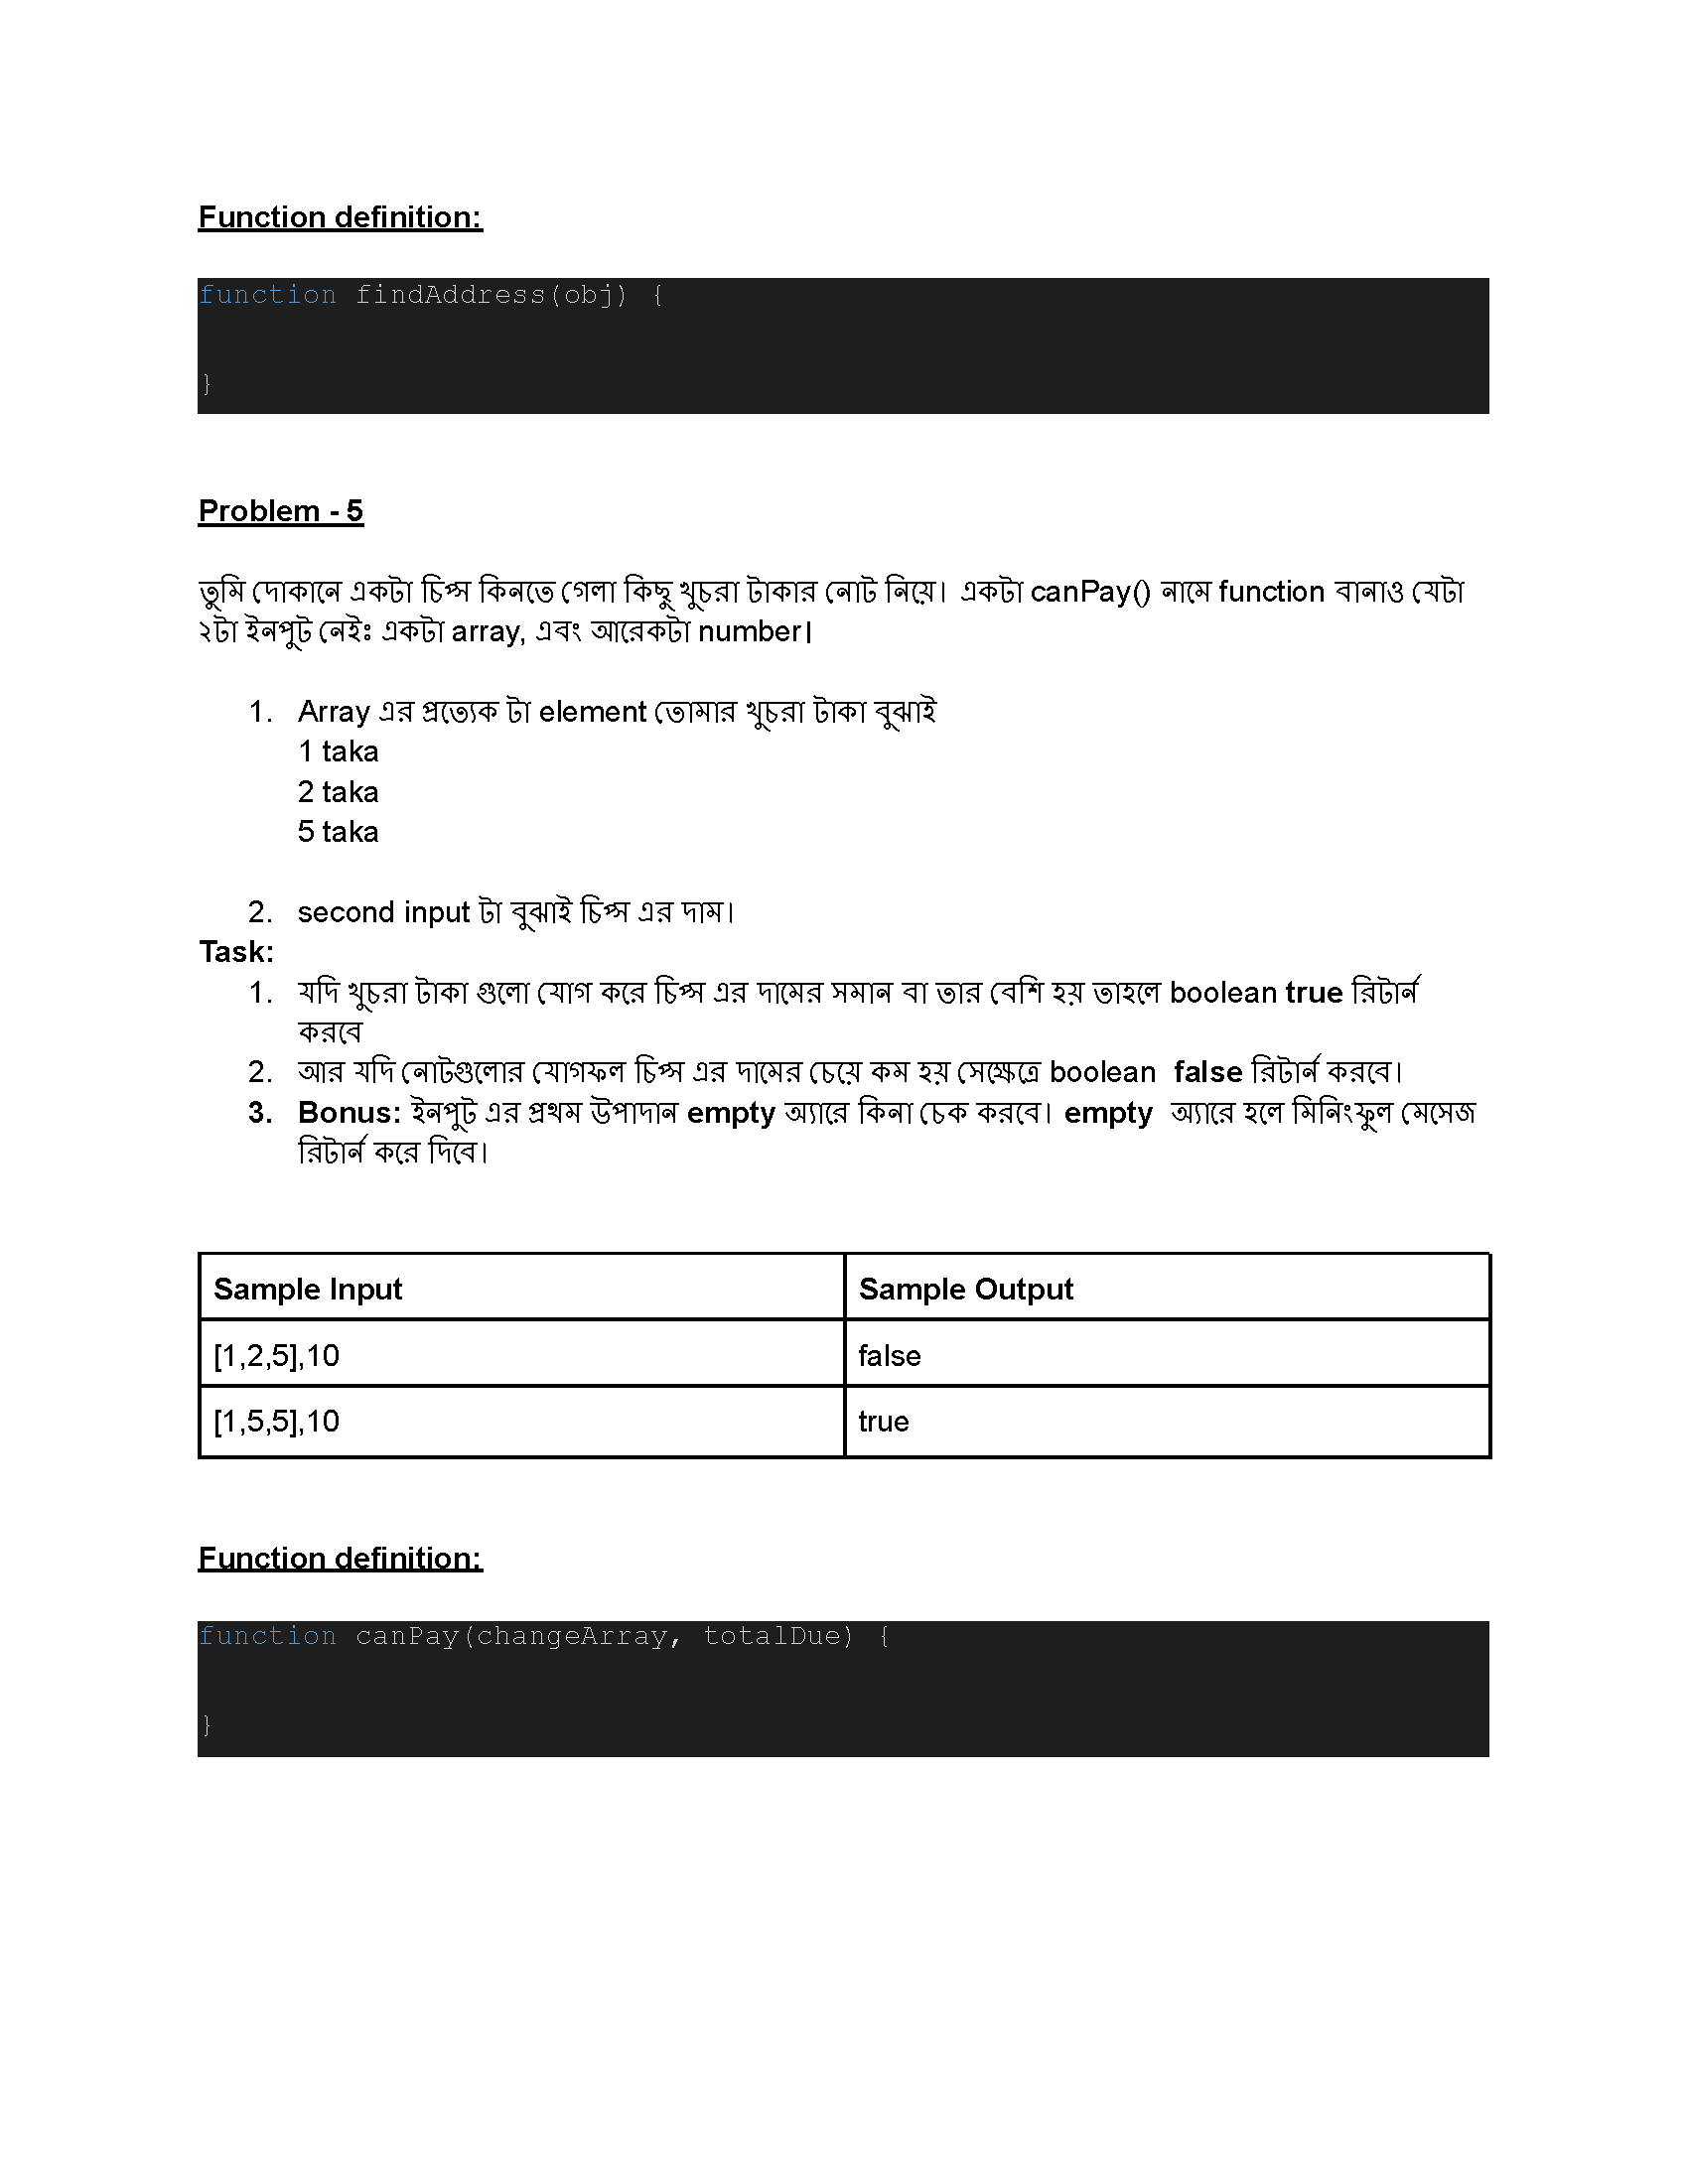 Function definition:
function findAddress(obj) {
}
Problem - 5
তুমি দোকানে একটা চিপ্স কিনতে গেলা কিছু খুচরা টাকার নোট নিয়ে। একটা canPay() নামে function বানাও যেটা
২টা ইনপুট নেইঃ একটা array, এবং আরেকটা number।
1. Array এর প্রত্যেক টা element তোমার খুচরা টাকা বুঝাই
1 taka
2 taka
5 taka
2. second input টা বুঝাই চিপ্স এর দাম।
Task:
1. যদি খুচরা টাকা গুলো যোগ করে চিপ্স এর দামের সমান বা তার বেশি হয় তাহলে boolean true রিটার্ন
করবে
2. আর যদি নোটগুলোর যোগফল চিপ্স এর দামের চেয়ে কম হয় সেক্ষেত্রে boolean false রিটার্ন করবে।
3. Bonus: ইনপুট এর প্রথম উপাদান empty অ্যারে কিনা চেক করবে। empty অ্যারে হলে মিনিংফুল মেসেজ
রিটার্ন করে দিবে।
Sample Input Sample Output
[1,2,5],10 false
[1,5,5],10 true
Function definition:
function canPay(changeArray, totalDue) {
}